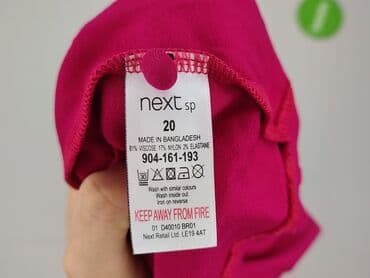 next sp
20
MADE IN BANGLADESH
81% VISCOSE 17% NYLON 2% ELASTANE
904-161-193
Wash with similar colours
Wash inside out
Iron on reverse
KEEP AWAY FROM FIRE
01 D40010 BR01
Next Retail Ltd. LE19 4AT